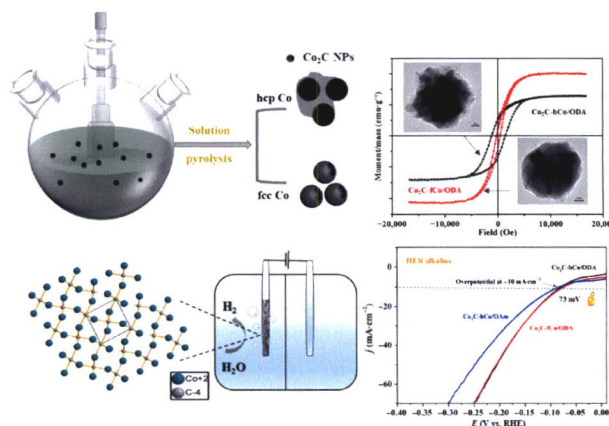 Co₂C NPs
hcp Co
Solution
pyrolysis
fcc Co
Moment/mass (emu·g⁻¹)
Co₂C-hCo/ODA
Co₂C-fCo/ODA
-20,000 -10,000 0 10,000 20,000
Field (Oe)
H₂
H₂O
Co+2
C-4
HER alkaline
Co₂C-hCo/ODA
Overpotential at -10 mA·cm⁻²
73 mV
Co₂C-hCo/OAm
Co₂C-fCo/ODA
j (mA·cm⁻²)
0
-20
-40
-60
-0.40 -0.35 -0.30 -0.25 -0.20 -0.15 -0.10 -0.05 0.00
E (V vs. RHE)